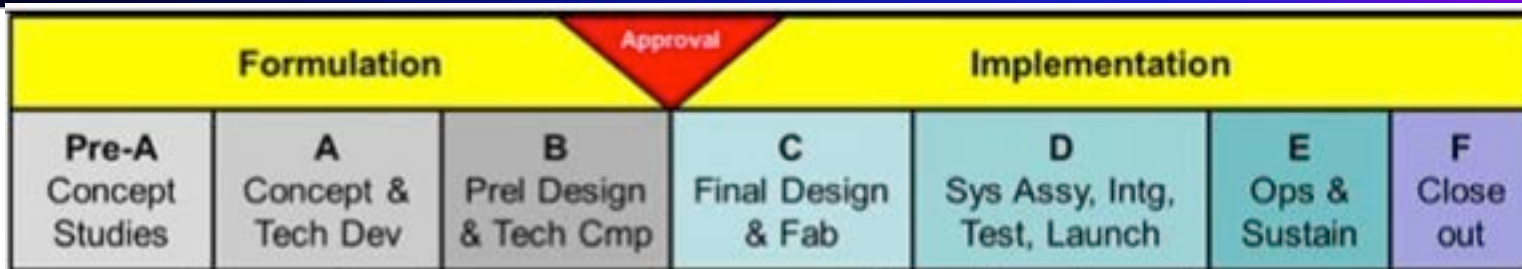 Formulation
Approval
Implementation
Pre-A
Concept
Studies
A
Concept &
Tech Dev
B
Prel Design
& Tech Cmp
C
Final Design
& Fab
D
Sys Assy, Intg,
Test, Launch
E
Ops &
Sustain
F
Close
out